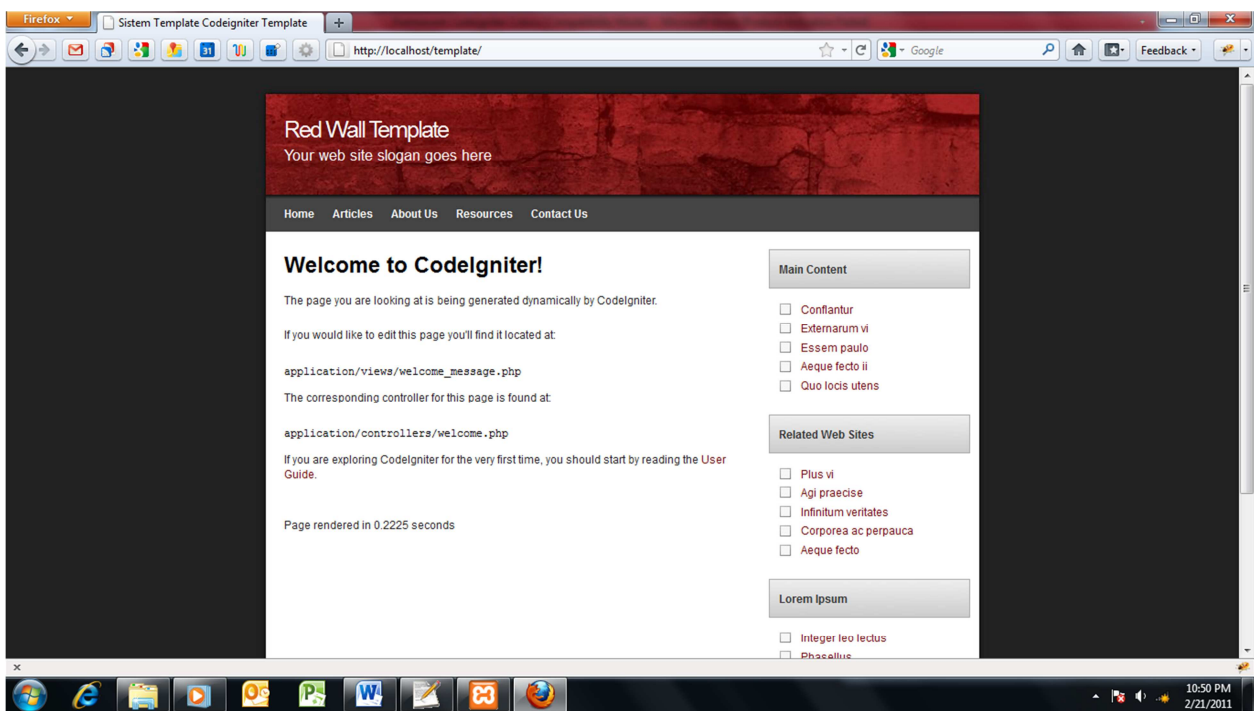 Firefox
Sistem Template Codeigniter Template
http://localhost/template/
Google
Feedback
Red Wall Template
Your web site slogan goes here
Home Articles About Us Resources Contact Us
Welcome to CodeIgniter!
The page you are looking at is being generated dynamically by CodeIgniter.
If you would like to edit this page you'll find it located at:
application/views/welcome_message.php
The corresponding controller for this page is found at:
application/controllers/welcome.php
If you are exploring CodeIgniter for the very first time, you should start by reading the User
Guide.
Page rendered in 0.2225 seconds
Main Content
Conflantur
Externarum vi
Essem paulo
Aeque fecto ii
Quo locis utens
Related Web Sites
Plus vi
Agi praecise
Infinitum veritates
Corporea ac perpauca
Aeque fecto
Lorem Ipsum
Integer leo lectus
Phasellus
10:50 PM
2/21/2011